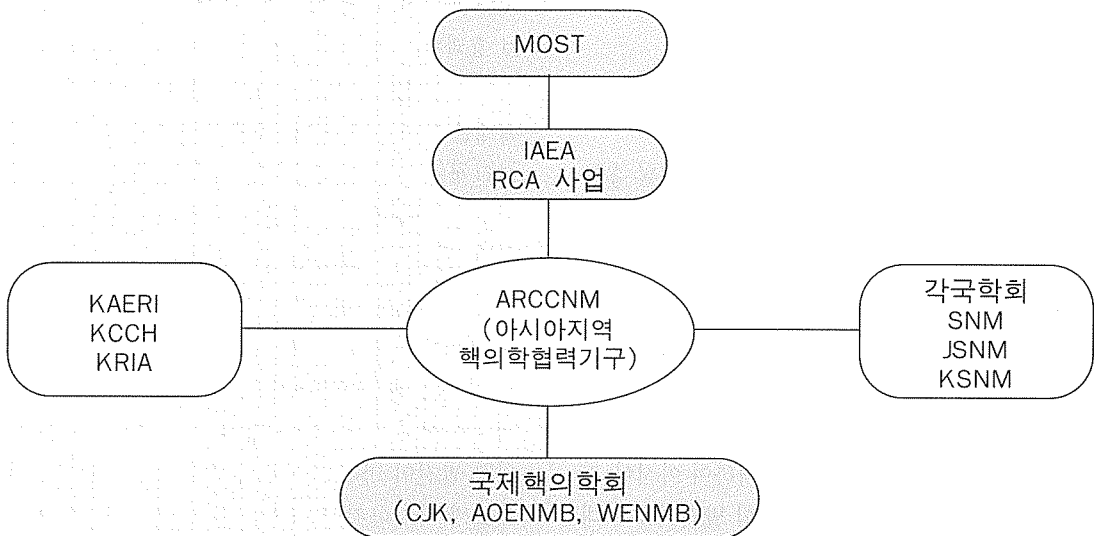 MOST
IAEA
RCA 사업
KAERI
KCCH
KRIA
ARCCNM
(아시아지역
핵의학협력기구)
각국학회
SNM
JSNM
KSNM
국제핵의학회
(CJK, AOENMB, WENMB)